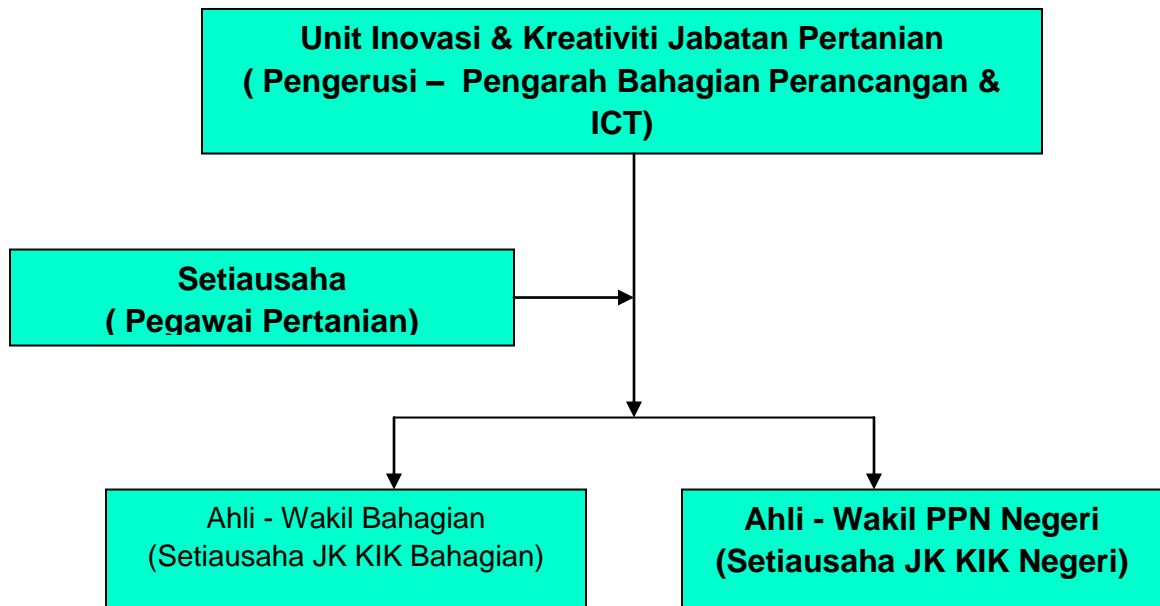 Unit Inovasi & Kreativiti Jabatan Pertanian
( Pengerusi – Pengarah Bahagian Perancangan &
ICT)
Setiausaha
( Pegawai Pertanian)
Ahli - Wakil Bahagian
(Setiausaha JK KIK Bahagian)
Ahli - Wakil PPN Negeri
(Setiausaha JK KIK Negeri)